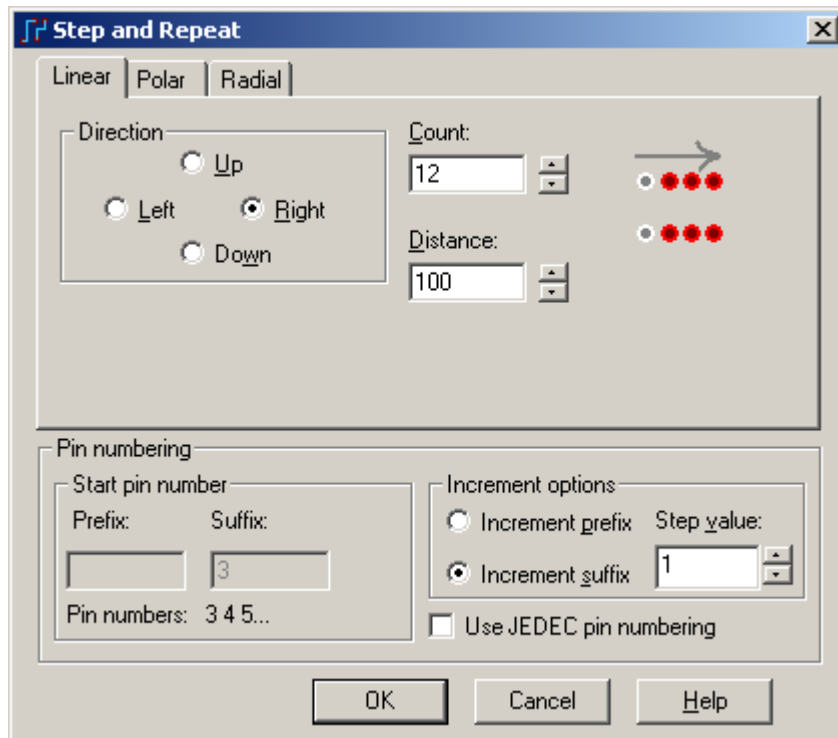 Step and Repeat
Linear Polar Radial
Direction
Up
Left Right
Down
Count:
12
Distance:
100
Pin numbering
Start pin number
Prefix: Suffix:
3
Pin numbers: 3 4 5...
Increment options
Increment prefix Step value:
Increment suffix 1
Use JEDEC pin numbering
OK Cancel Help